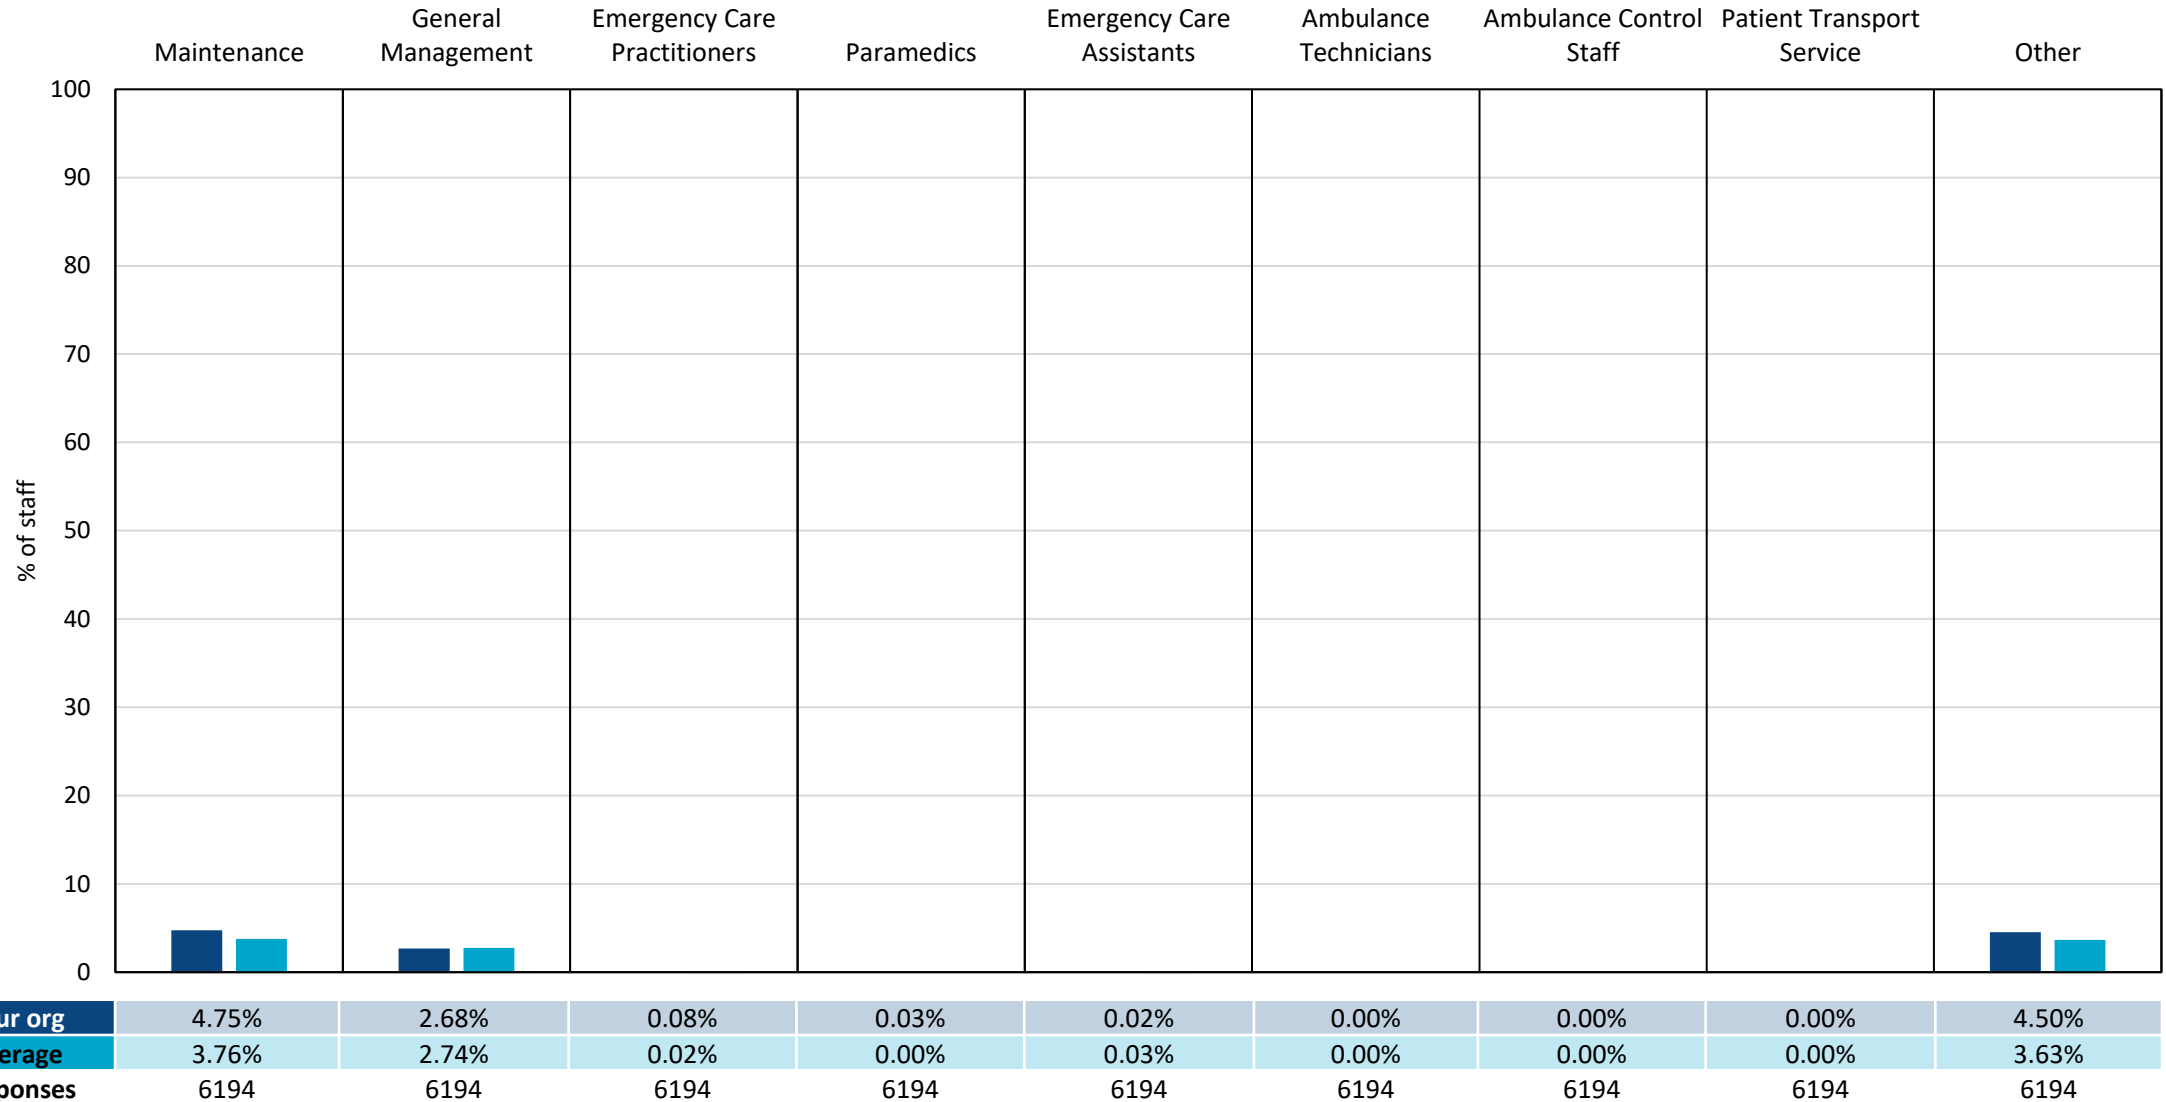 Maintenance
General Management
Emergency Care Practitioners
Paramedics
Emergency Care Assistants
Ambulance Technicians
Ambulance Control Staff
Patient Transport Service
Other
% of staff
100
90
80
70
60
50
40
30
20
10
0
ur org 4.75% 2.68% 0.08% 0.03% 0.02% 0.00% 0.00% 0.00% 4.50%
erage 3.76% 2.74% 0.02% 0.00% 0.03% 0.00% 0.00% 0.00% 3.63%
ponses 6194 6194 6194 6194 6194 6194 6194 6194 6194